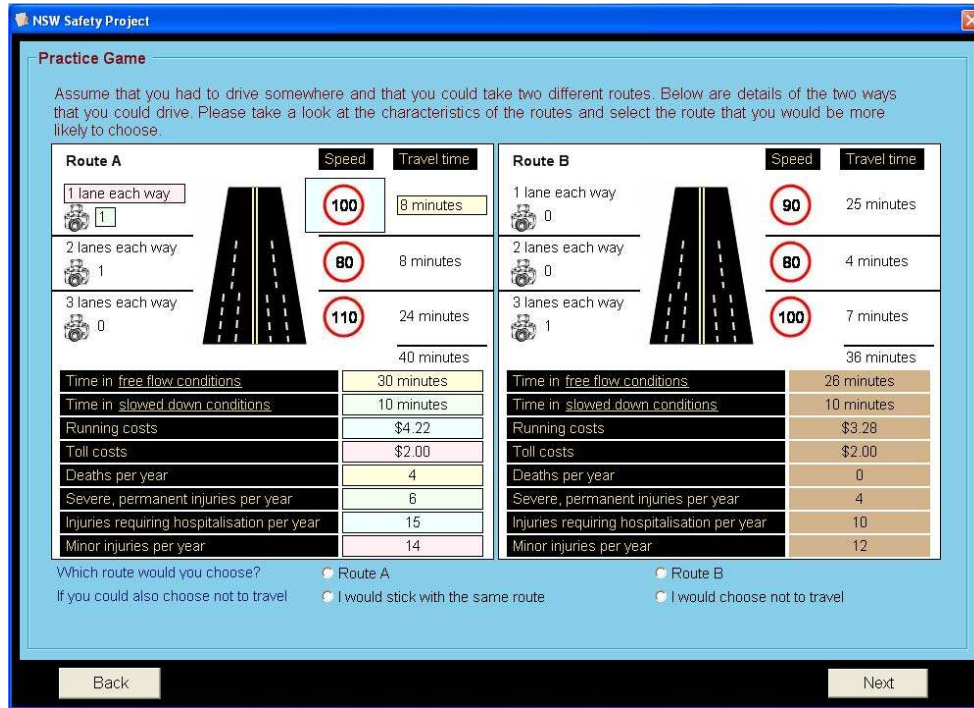 NSW Safety Project
Practice Game
Assume that you had to drive somewhere and that you could take two different routes. Below are details of the two ways
that you could drive. Please take a look at the characteristics of the routes and select the route that you would be more
likely to choose.
Route A Speed Travel time
1 lane each way
1 100 8 minutes
2 lanes each way
1 80 8 minutes
3 lanes each way
0 110 24 minutes
40 minutes
Time in free flow conditions 30 minutes
Time in slowed down conditions 10 minutes
Running costs $4.22
Toll costs $2.00
Deaths per year 4
Severe, permanent injuries per year 6
Injuries requiring hospitalisation per year 15
Minor injuries per year 14
Route B Speed Travel time
1 lane each way
0 90 25 minutes
2 lanes each way
0 80 4 minutes
3 lanes each way
1 100 7 minutes
36 minutes
Time in free flow conditions 26 minutes
Time in slowed down conditions 10 minutes
Running costs $3.28
Toll costs $2.00
Deaths per year 0
Severe, permanent injuries per year 4
Injuries requiring hospitalisation per year 10
Minor injuries per year 12
Which route would you choose? Route A Route B
If you could also choose not to travel I would stick with the same route I would choose not to travel
Back Next